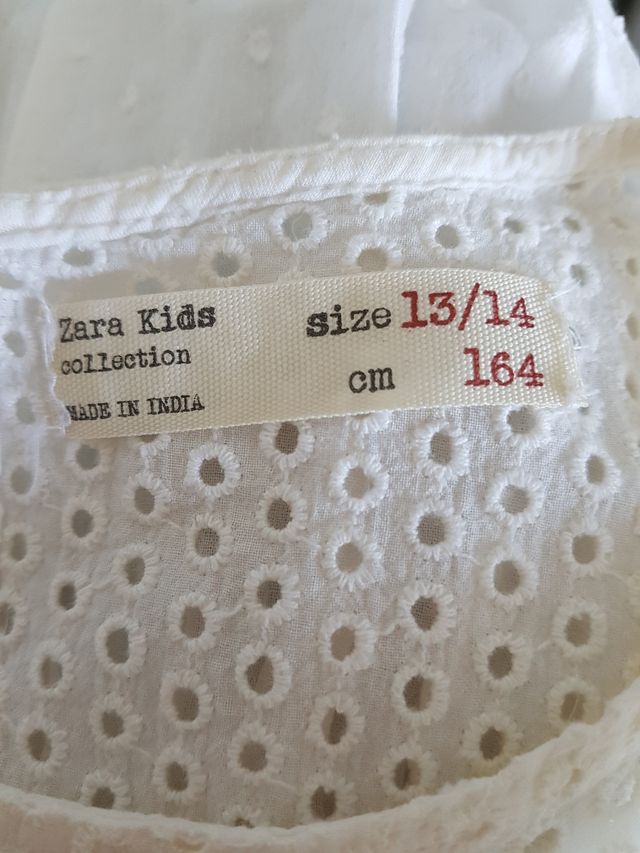 Zara Kids
collection
MADE IN INDIA
size 13/14
cm 164